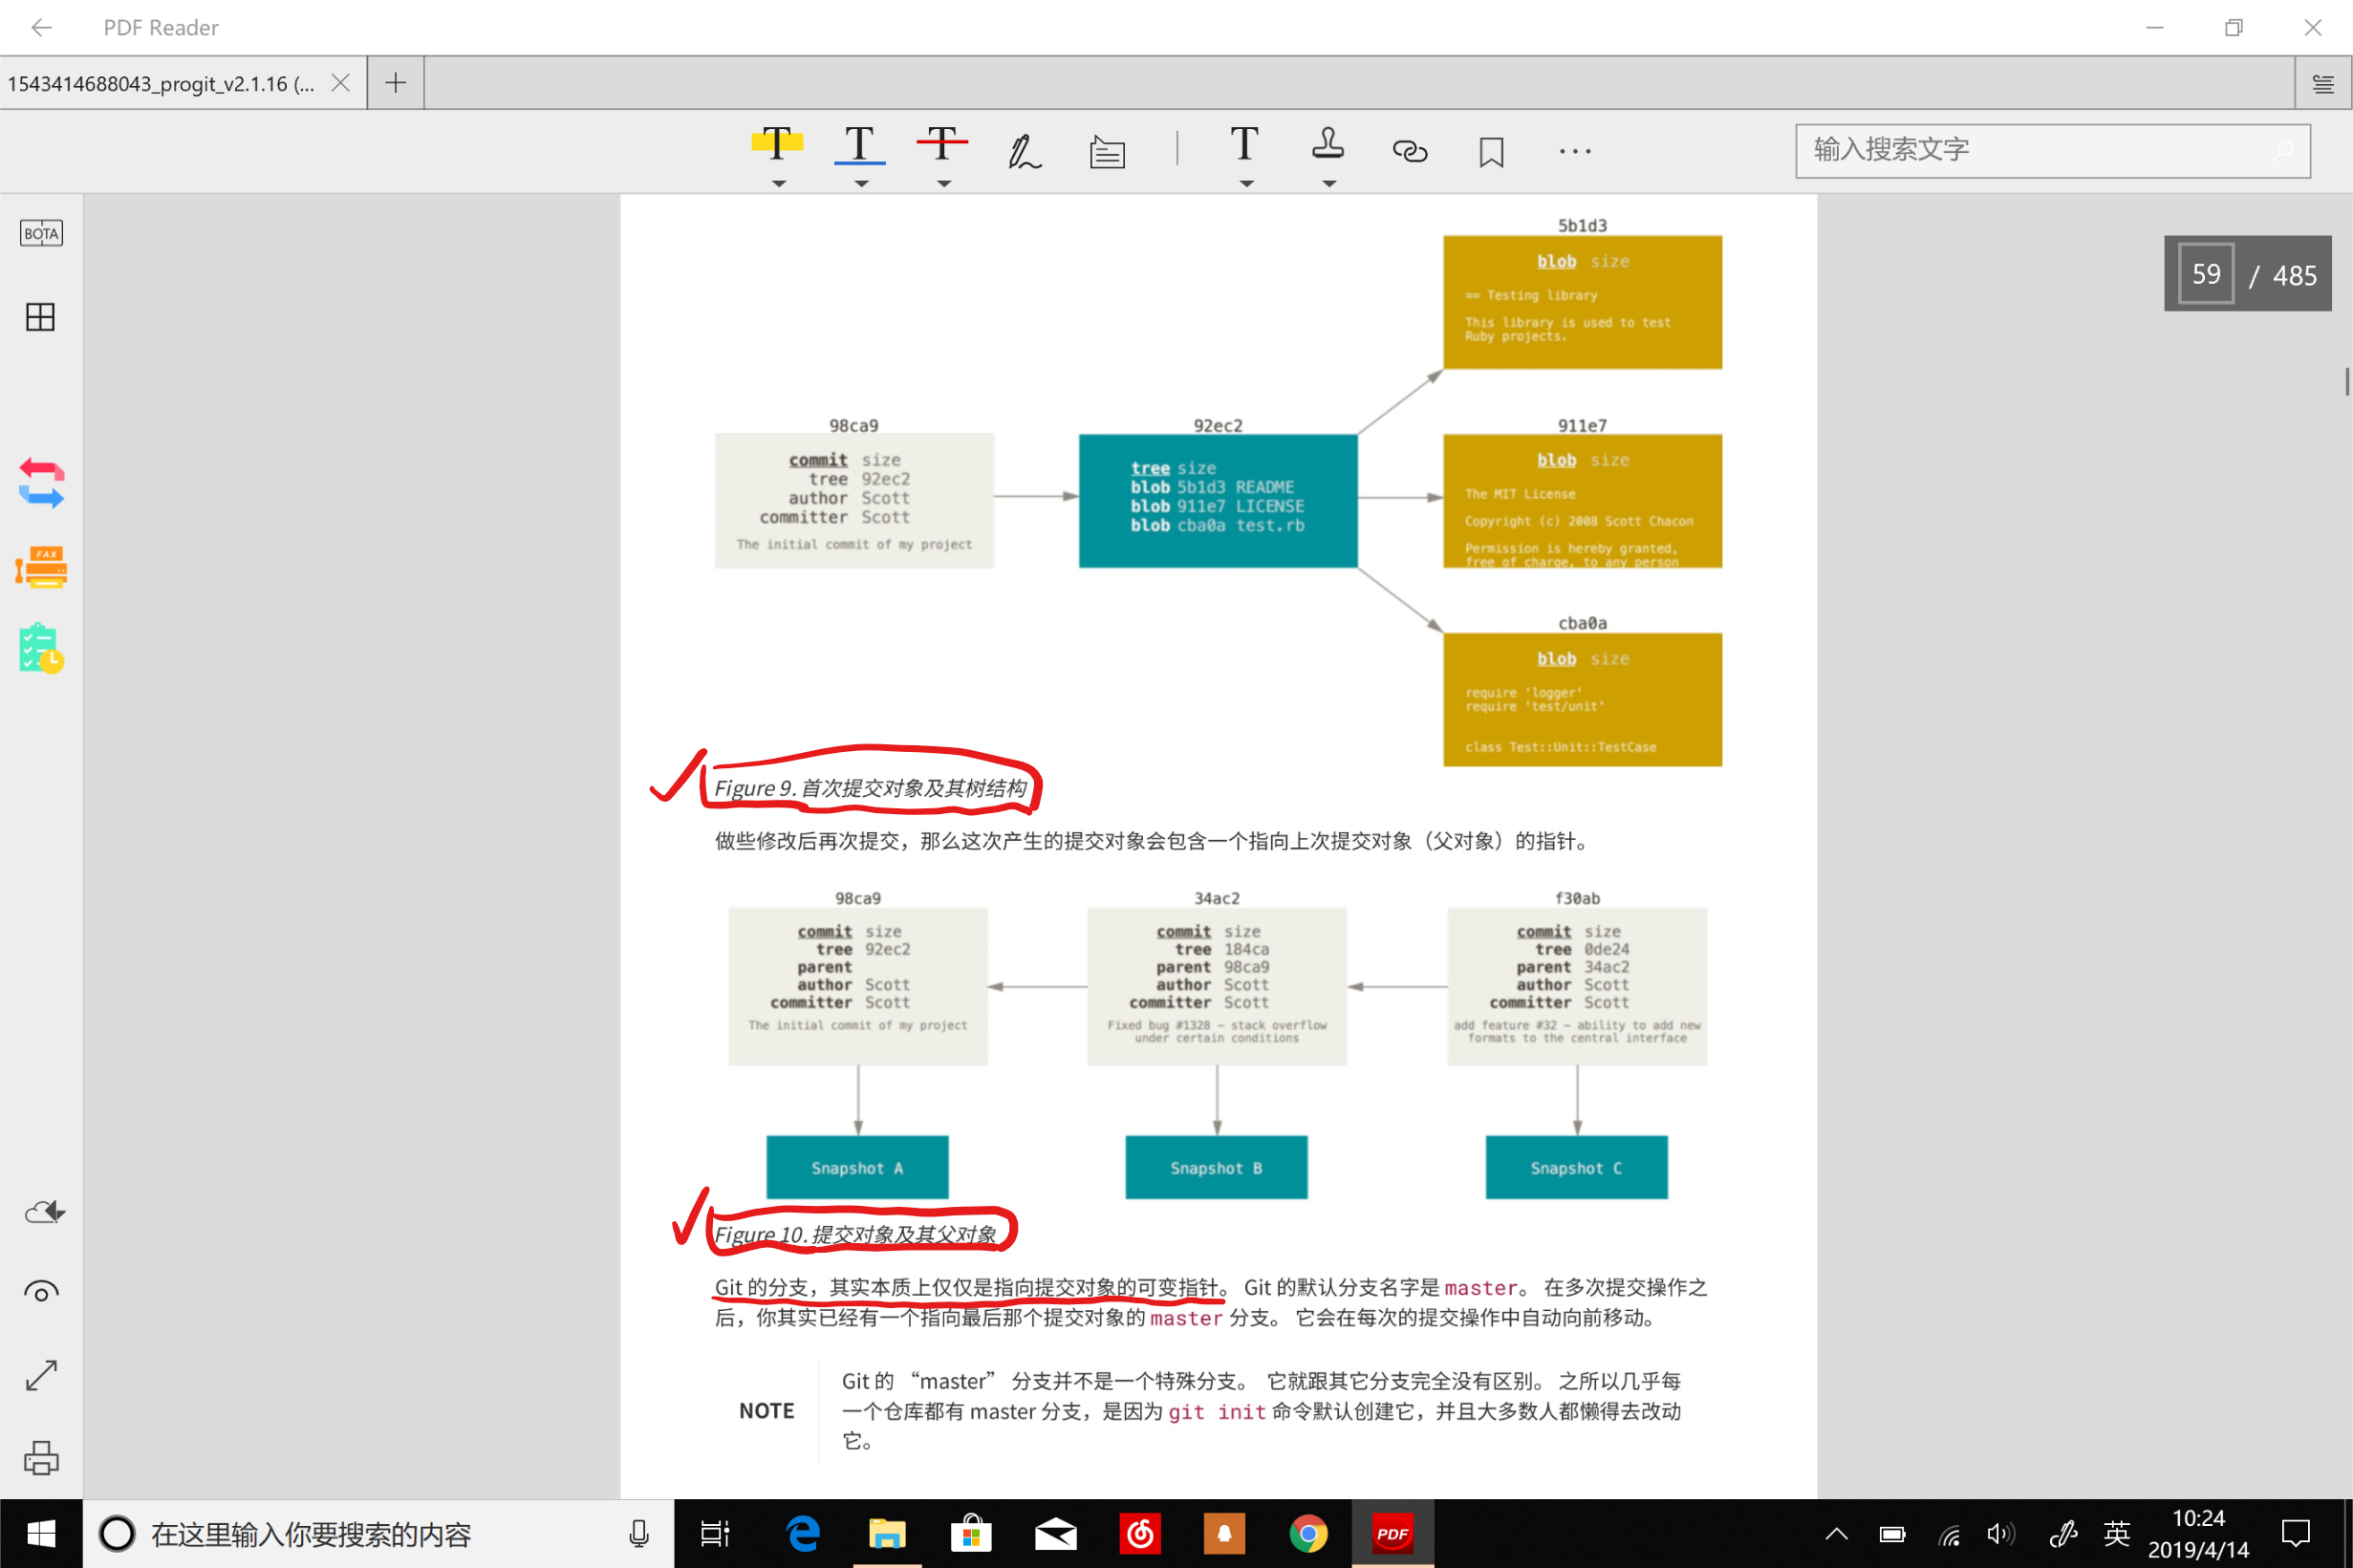 PDF Reader
1543414688043_progit_v2.1.16 (...
输入搜索文字
BOTA
FAX
59 / 485
5b1d3
blob size
== Testing library
This library is used to test
Ruby projects.
98ca9
commit size
tree 92ec2
author Scott
committer Scott
The initial commit of my project
92ec2
tree size
blob 5b1d3 README
blob 911e7 LICENSE
blob cba0a test.rb
911e7
blob size
The MIT License
Copyright (c) 2008 Scott Chacon
Permission is hereby granted,
free of charge, to any person
cba0a
blob size
require 'logger'
require 'test/unit'
class Test::Unit::TestCase
Figure 9. 首次提交对象及其树结构
做些修改后再次提交，那么这次产生的提交对象会包含一个指向上次提交对象（父对象）的指针。
98ca9
commit size
tree 92ec2
parent
author Scott
committer Scott
The initial commit of my project
34ac2
commit size
tree 184ca
parent 98ca9
author Scott
committer Scott
Fixed bug #1328 - stack overflow
under certain conditions
f30ab
commit size
tree 0de24
parent 34ac2
author Scott
committer Scott
add feature #32 - ability to add new
formats to the central interface
Snapshot A
Snapshot B
Snapshot C
Figure 10. 提交对象及其父对象
Git 的分支，其实本质上仅仅是指向提交对象的可变指针。 Git 的默认分支名字是 master。 在多次提交操作之
后，你其实已经有一个指向最后那个提交对象的 master 分支。 它会在每次的提交操作中自动向前移动。
NOTE
Git 的 “master” 分支并不是一个特殊分支。 它就跟其它分支完全没有区别。 之所以几乎每
一个仓库都有 master 分支，是因为 git init 命令默认创建它，并且大多数人都懒得去改动
它。
在这里输入你要搜索的内容
PDF
英
10:24
2019/4/14